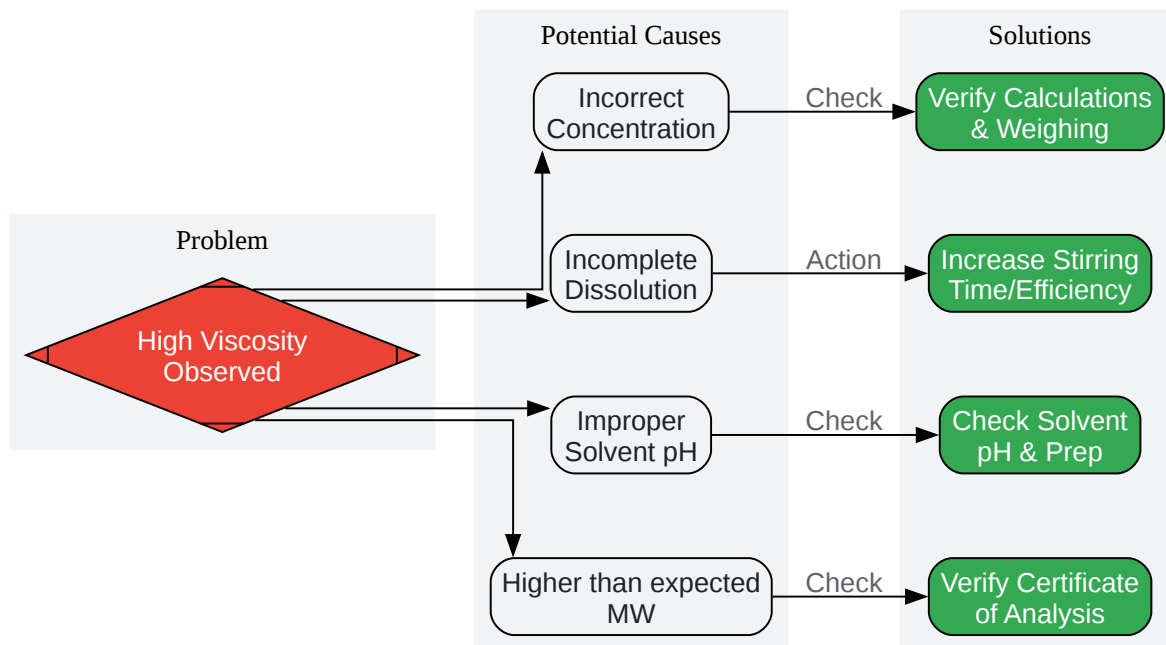 Potential Causes
Solutions
Incorrect
Concentration
Check
Verify Calculations
& Weighing
Problem
High Viscosity
Observed
Incomplete
Dissolution
Action
Increase Stirring
Time/Efficiency
Improper
Solvent pH
Check
Check Solvent
pH & Prep
Higher than expected
MW
Check
Verify Certificate
of Analysis